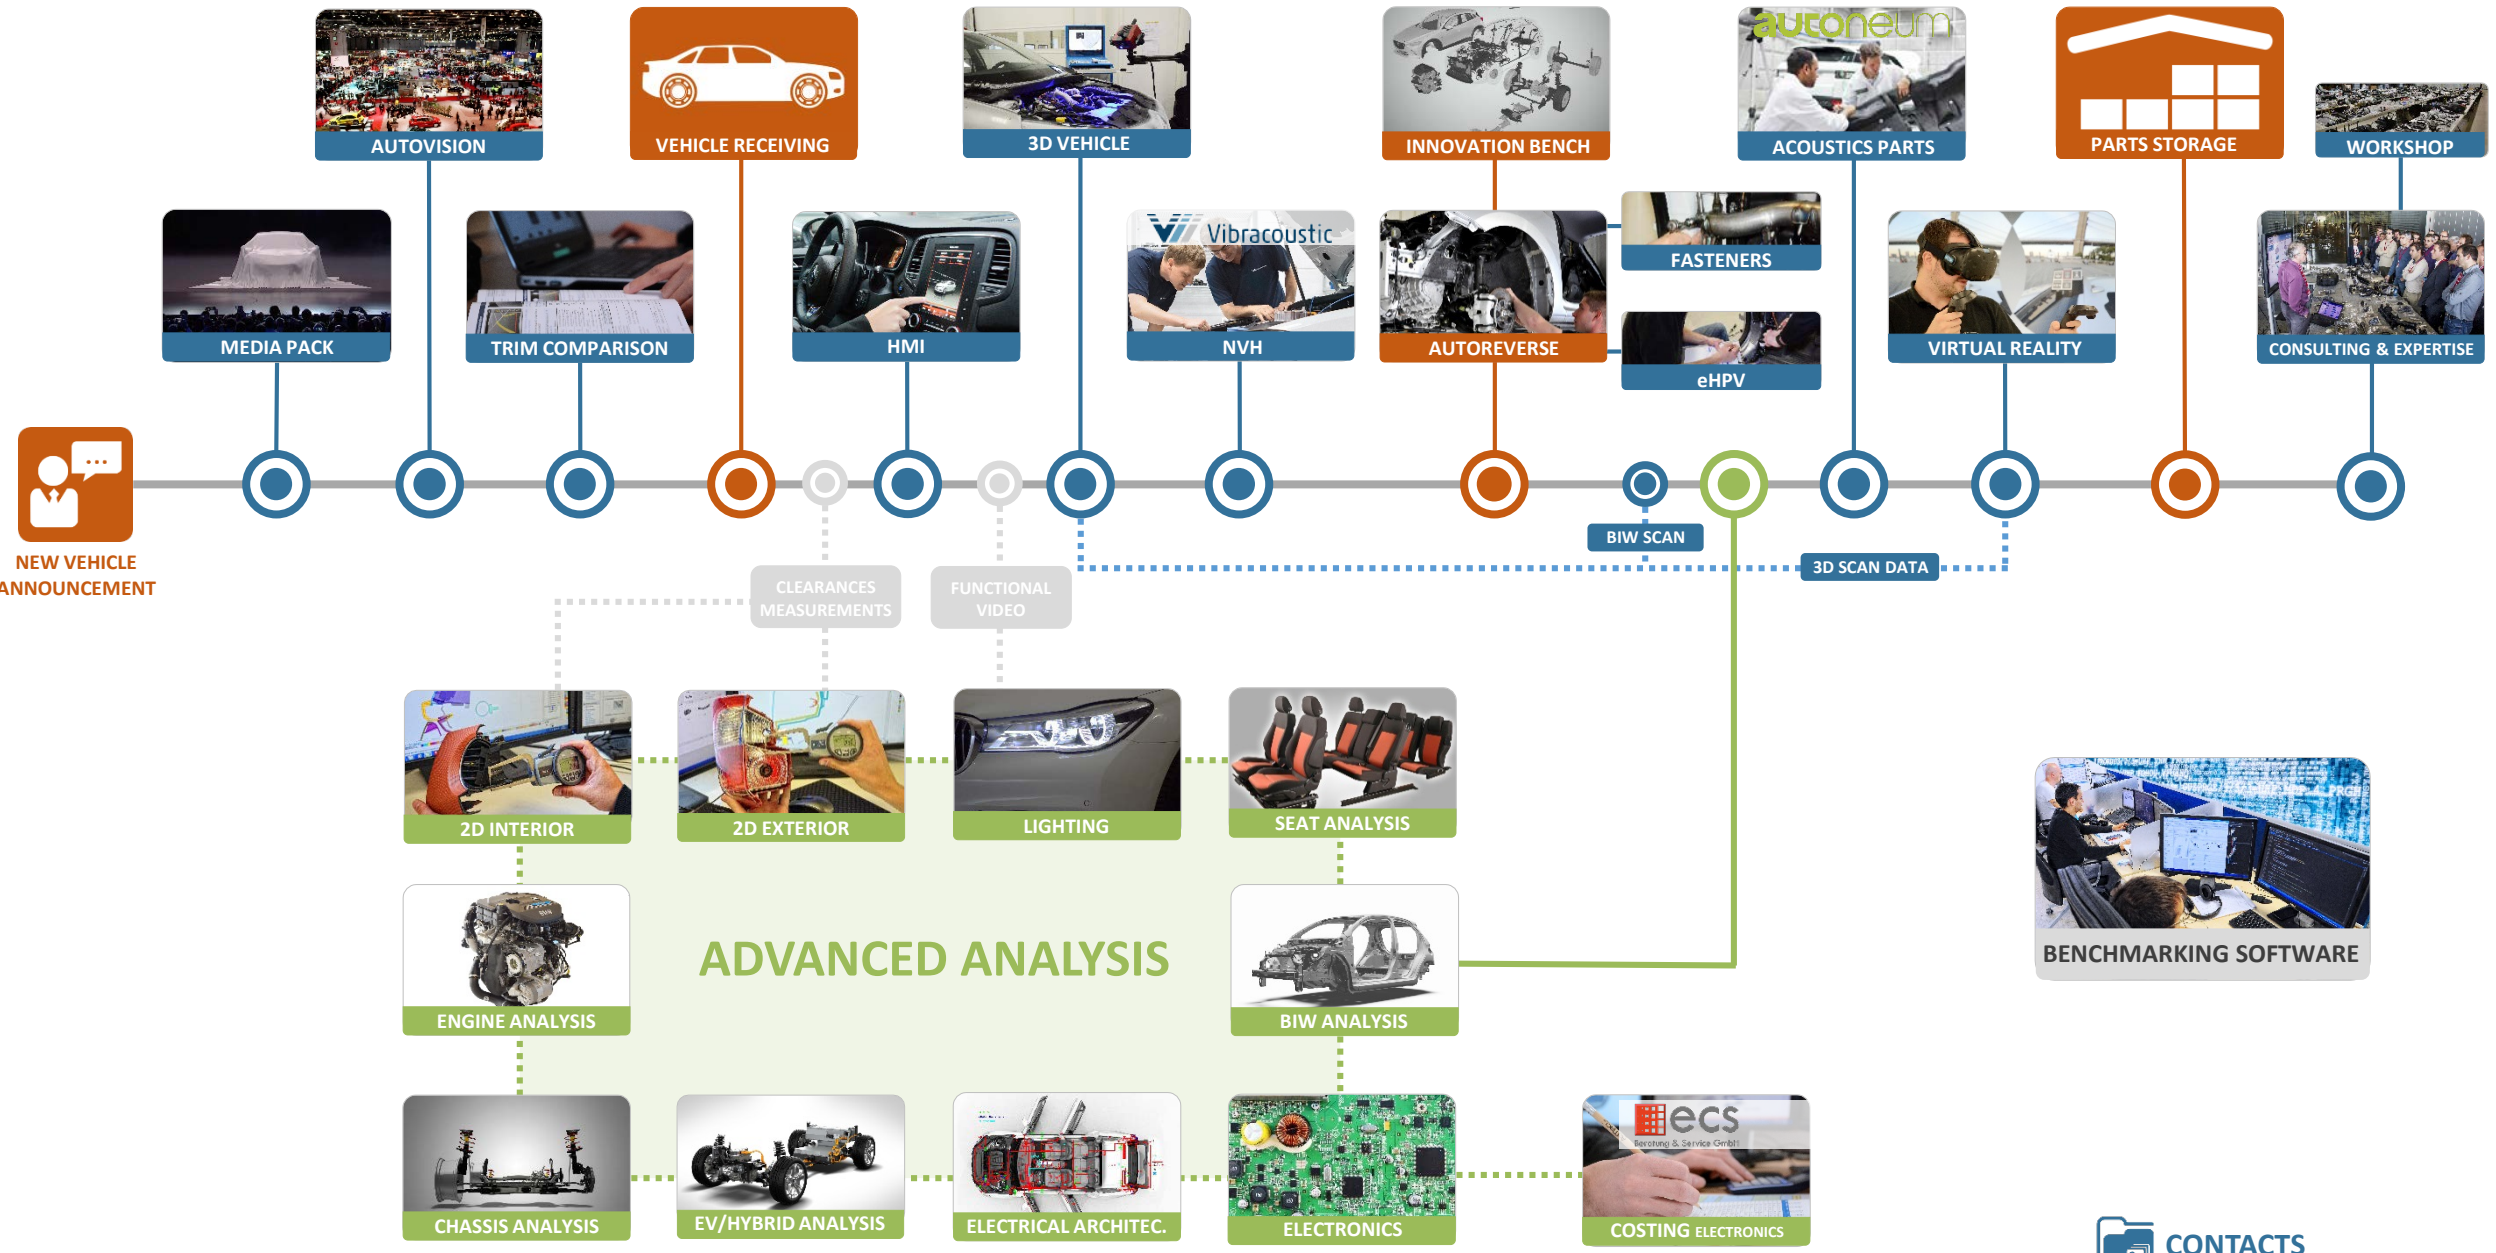 autoneum
AUTOVISION
VEHICLE RECEIVING
3D VEHICLE
INNOVATION BENCH
ACOUSTICS PARTS
PARTS STORAGE
WORKSHOP
Vibracoustic
FASTENERS
MEDIA PACK
TRIM COMPARISON
HMI
NVH
AUTOREVERSE
VIRTUAL REALITY
CONSULTING & EXPERTISE
eHPV
...
NEW VEHICLE
ANNOUNCEMENT
BIW SCAN
3D SCAN DATA
CLEARANCES
MEASUREMENTS
FUNCTIONAL
VIDEO
2D INTERIOR
2D EXTERIOR
LIGHTING
SEAT ANALYSIS
ADVANCED ANALYSIS
BENCHMARKING SOFTWARE
ENGINE ANALYSIS
BIW ANALYSIS
ecs
Beratung & Service GmbH
CHASSIS ANALYSIS
EV/HYBRID ANALYSIS
ELECTRICAL ARCHITEC.
ELECTRONICS
COSTING ELECTRONICS
CONTACTS